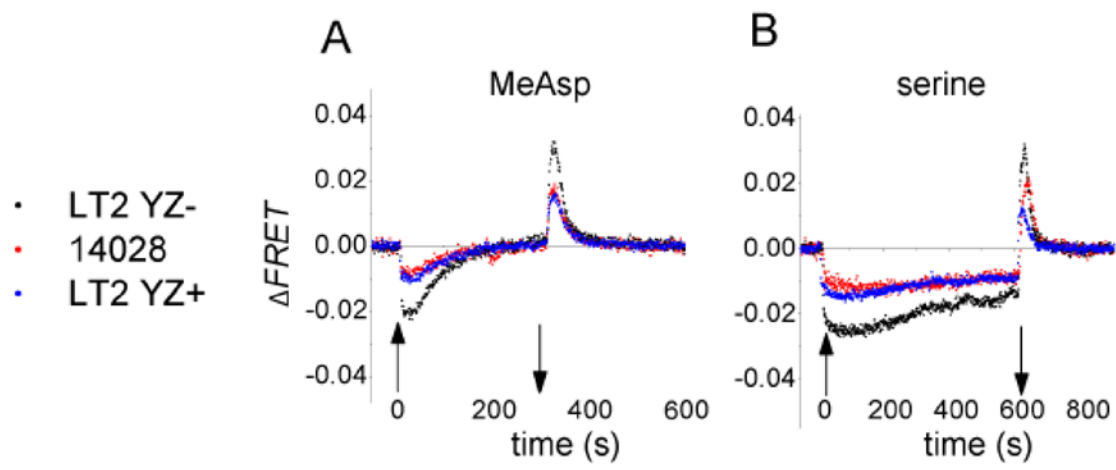 LT2 YZ-
14028
LT2 YZ+
A
MeAsp
0.04
0.02
0.00
-0.02
-0.04
ΔFRET
0 200 400 600
time (s)
B
serine
0.04
0.02
0.00
-0.02
-0.04
0 200 400 600 800
time (s)